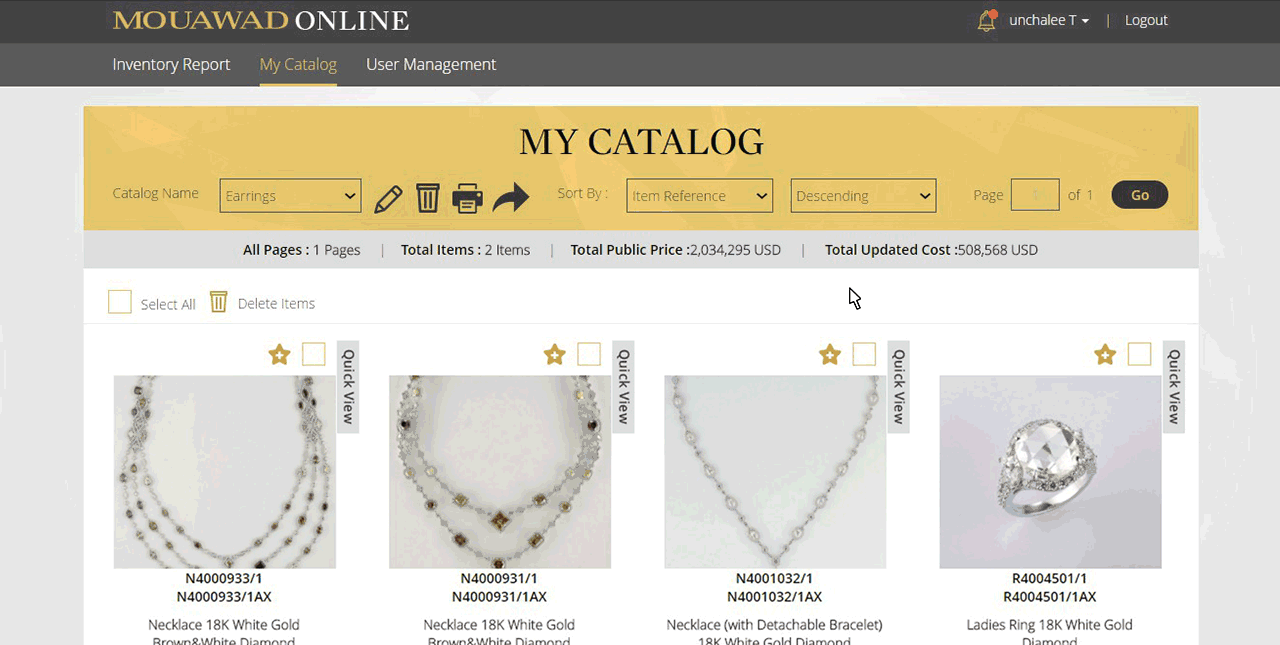 MOUAWAD ONLINE
unchalee T | Logout
Inventory Report My Catalog User Management
MY CATALOG
Catalog Name Earrings Sort By : Item Reference Descending Page of 1 Go
All Pages : 1 Pages | Total Items : 2 Items | Total Public Price :2,034,295 USD | Total Updated Cost :508,568 USD
Select All Delete Items
Quick View Quick View Quick View Quick View
N4000933/1 N4000931/1 N4001032/1 R4004501/1
N4000933/1AX N4000931/1AX N4001032/1AX R4004501/1AX
Necklace 18K White Gold Necklace 18K White Gold Necklace (with Detachable Bracelet) Ladies Ring 18K White Gold
Brown&White Diamond Brown&White Diamond 18K White Gold Diamond Diamond